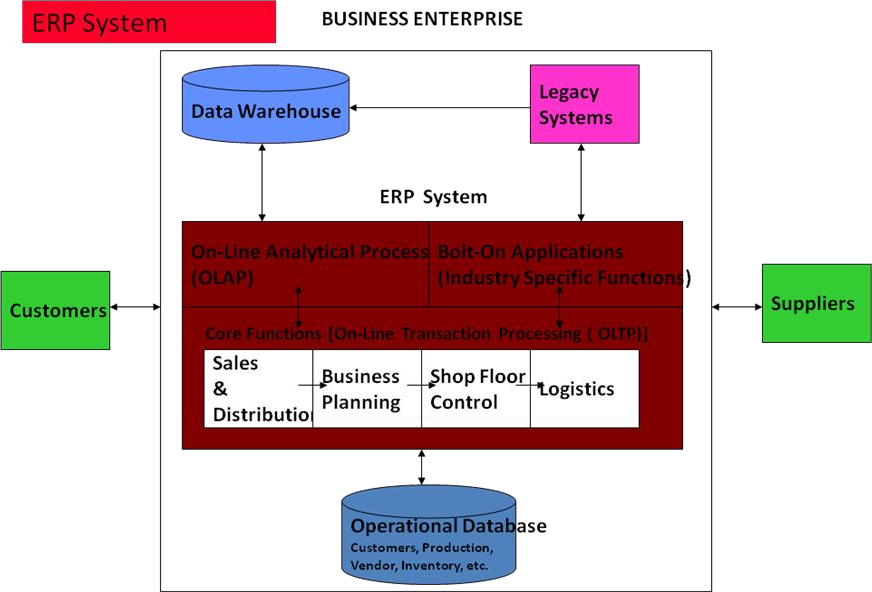 ERP System
BUSINESS ENTERPRISE
Data Warehouse
Legacy
Systems
ERP System
On-Line Analytical Process
(OLAP)
Bolt-On Applications
(Industry Specific Functions)
Customers
Suppliers
Core Functions [On-Line Transaction Processing ( OLTP)]
Sales
&
Distribution
Business
Planning
Shop Floor
Control
Logistics
Operational Database
Customers, Production,
Vendor, Inventory, etc.